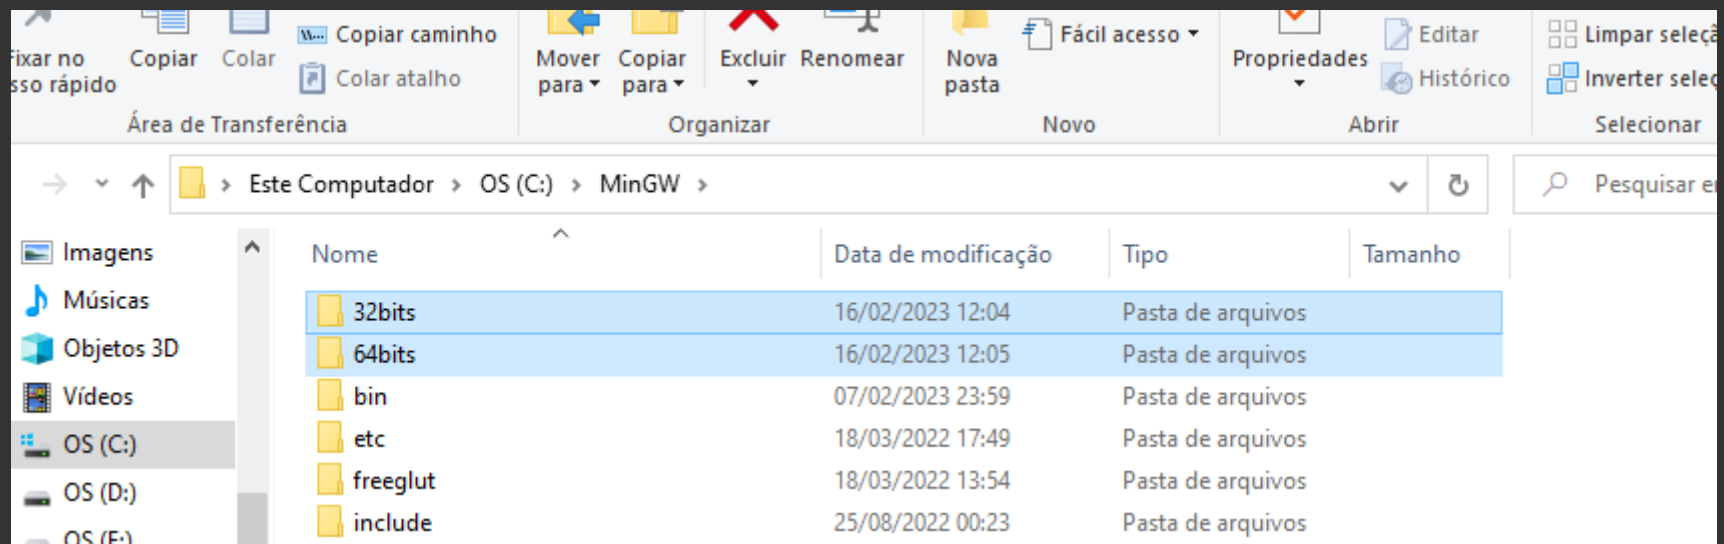 Fixar no
Copiar
Colar
Copiar caminho
Colar atalho
sso rápido
Área de Transferência
Mover
para
Copiar
para
Excluir
Renomear
Organizar
Nova
pasta
Fácil acesso
Novo
Propriedades
Editar
Histórico
Abrir
Limpar seleçã
Inverter seleç
Selecionar
Este Computador > OS (C:) > MinGW >
Pesquisar e
Imagens
Músicas
Objetos 3D
Vídeos
OS (C:)
OS (D:)
OS (E:)
Nome Data de modificação Tipo Tamanho
32bits 16/02/2023 12:04 Pasta de arquivos
64bits 16/02/2023 12:05 Pasta de arquivos
bin 07/02/2023 23:59 Pasta de arquivos
etc 18/03/2022 17:49 Pasta de arquivos
freeglut 18/03/2022 13:54 Pasta de arquivos
include 25/08/2022 00:23 Pasta de arquivos